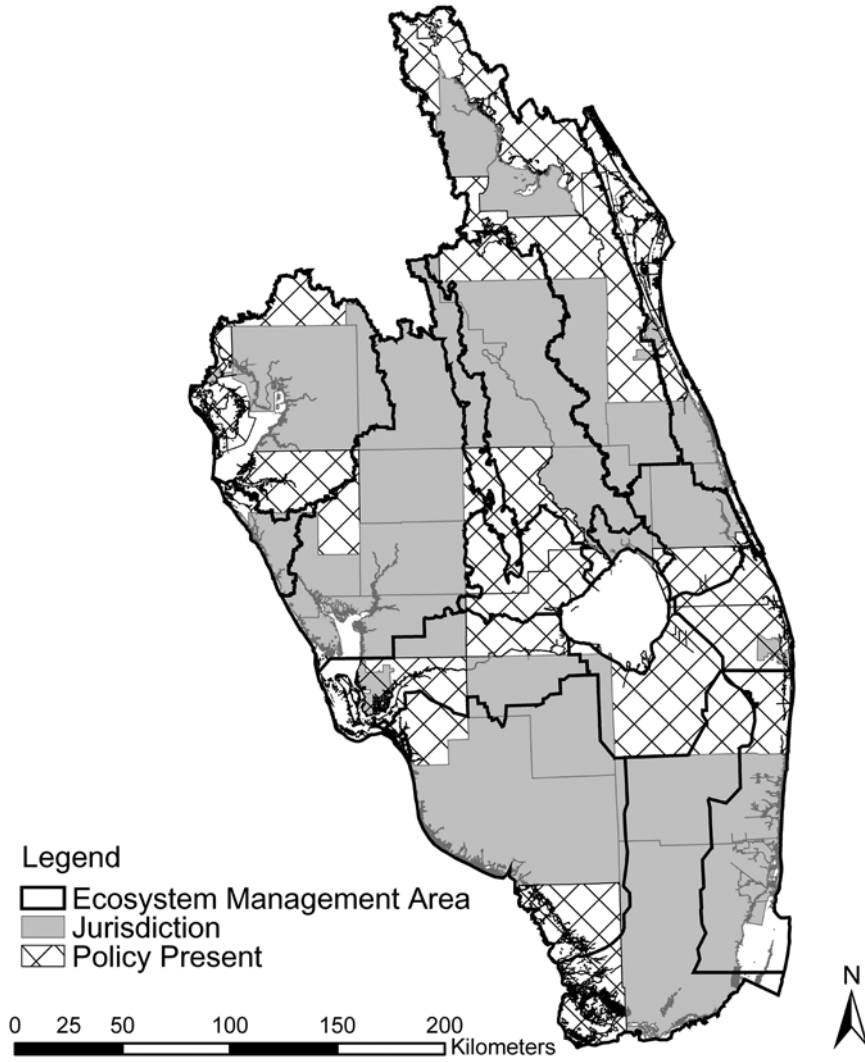 Legend
Ecosystem Management Area
Jurisdiction
Policy Present
0 25 50 100 150 200
Kilometers
N